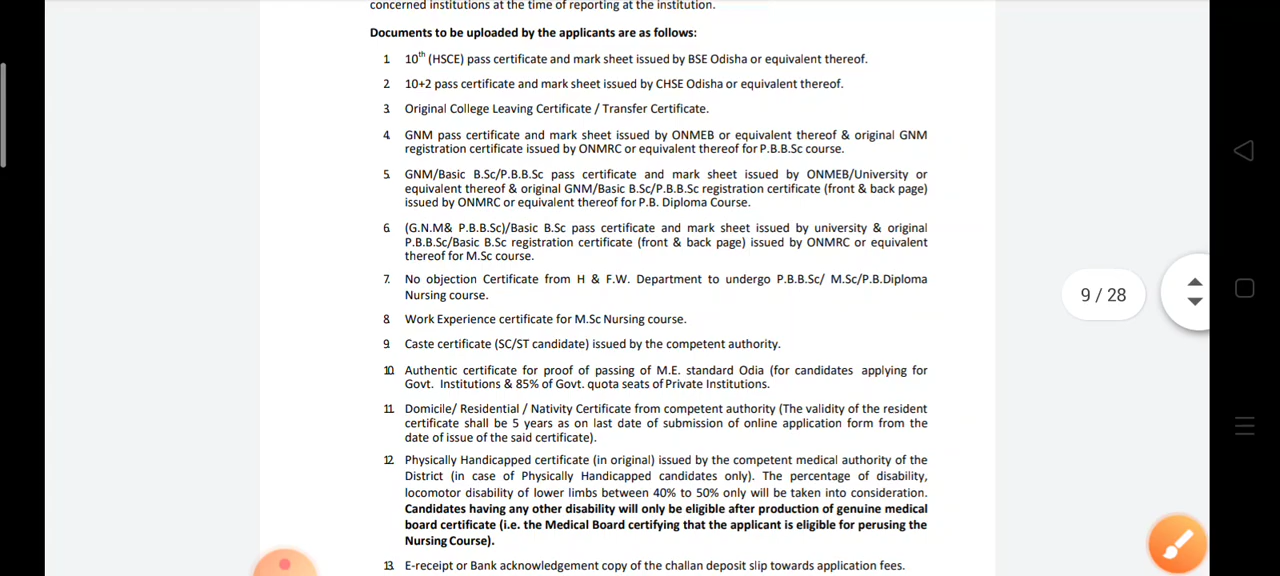 concerned institutions at the time of reporting at the institution.
Documents to be uploaded by the applicants are as follows:
1. 10th (HSCE) pass certificate and mark sheet issued by BSE Odisha or equivalent thereof.
2. 10+2 pass certificate and mark sheet issued by CHSE Odisha or equivalent thereof.
3. Original College Leaving Certificate / Transfer Certificate.
4. GNM pass certificate and mark sheet issued by ONMEB or equivalent thereof & original GNM
registration certificate issued by ONMRC or equivalent thereof for P.B.B.Sc course.
5. GNM/Basic B.Sc/P.B.B.Sc pass certificate and mark sheet issued by ONMEB/University or
equivalent thereof & original GNM/Basic B.Sc/P.B.B.Sc registration certificate (front & back page)
issued by ONMRC or equivalent thereof for P.B. Diploma Course.
6. (G.N.M& P.B.B.Sc)/Basic B.Sc pass certificate and mark sheet issued by university & original
P.B.B.Sc/Basic B.Sc registration certificate (front & back page) issued by ONMRC or equivalent
thereof for M.Sc course.
7. No objection Certificate from H & F.W. Department to undergo P.B.B.Sc/ M.Sc/P.B.Diploma
Nursing course.
8. Work Experience certificate for M.Sc Nursing course.
9. Caste certificate (SC/ST candidate) issued by the competent authority.
10. Authentic certificate for proof of passing of M.E. standard Odia (for candidates applying for
Govt. Institutions & 85% of Govt. quota seats of Private Institutions.
11. Domicile/ Residential / Nativity Certificate from competent authority (The validity of the resident
certificate shall be 5 years as on last date of submission of online application form from the
date of issue of the said certificate).
12. Physically Handicapped certificate (in original) issued by the competent medical authority of the
District (in case of Physically Handicapped candidates only). The percentage of disability,
locomotor disability of lower limbs between 40% to 50% only will be taken into consideration.
Candidates having any other disability will only be eligible after production of genuine medical
board certificate (i.e. the Medical Board certifying that the applicant is eligible for perusing the
Nursing Course).
13. E-receipt or Bank acknowledgement copy of the challan deposit slip towards application fees.
9 / 28